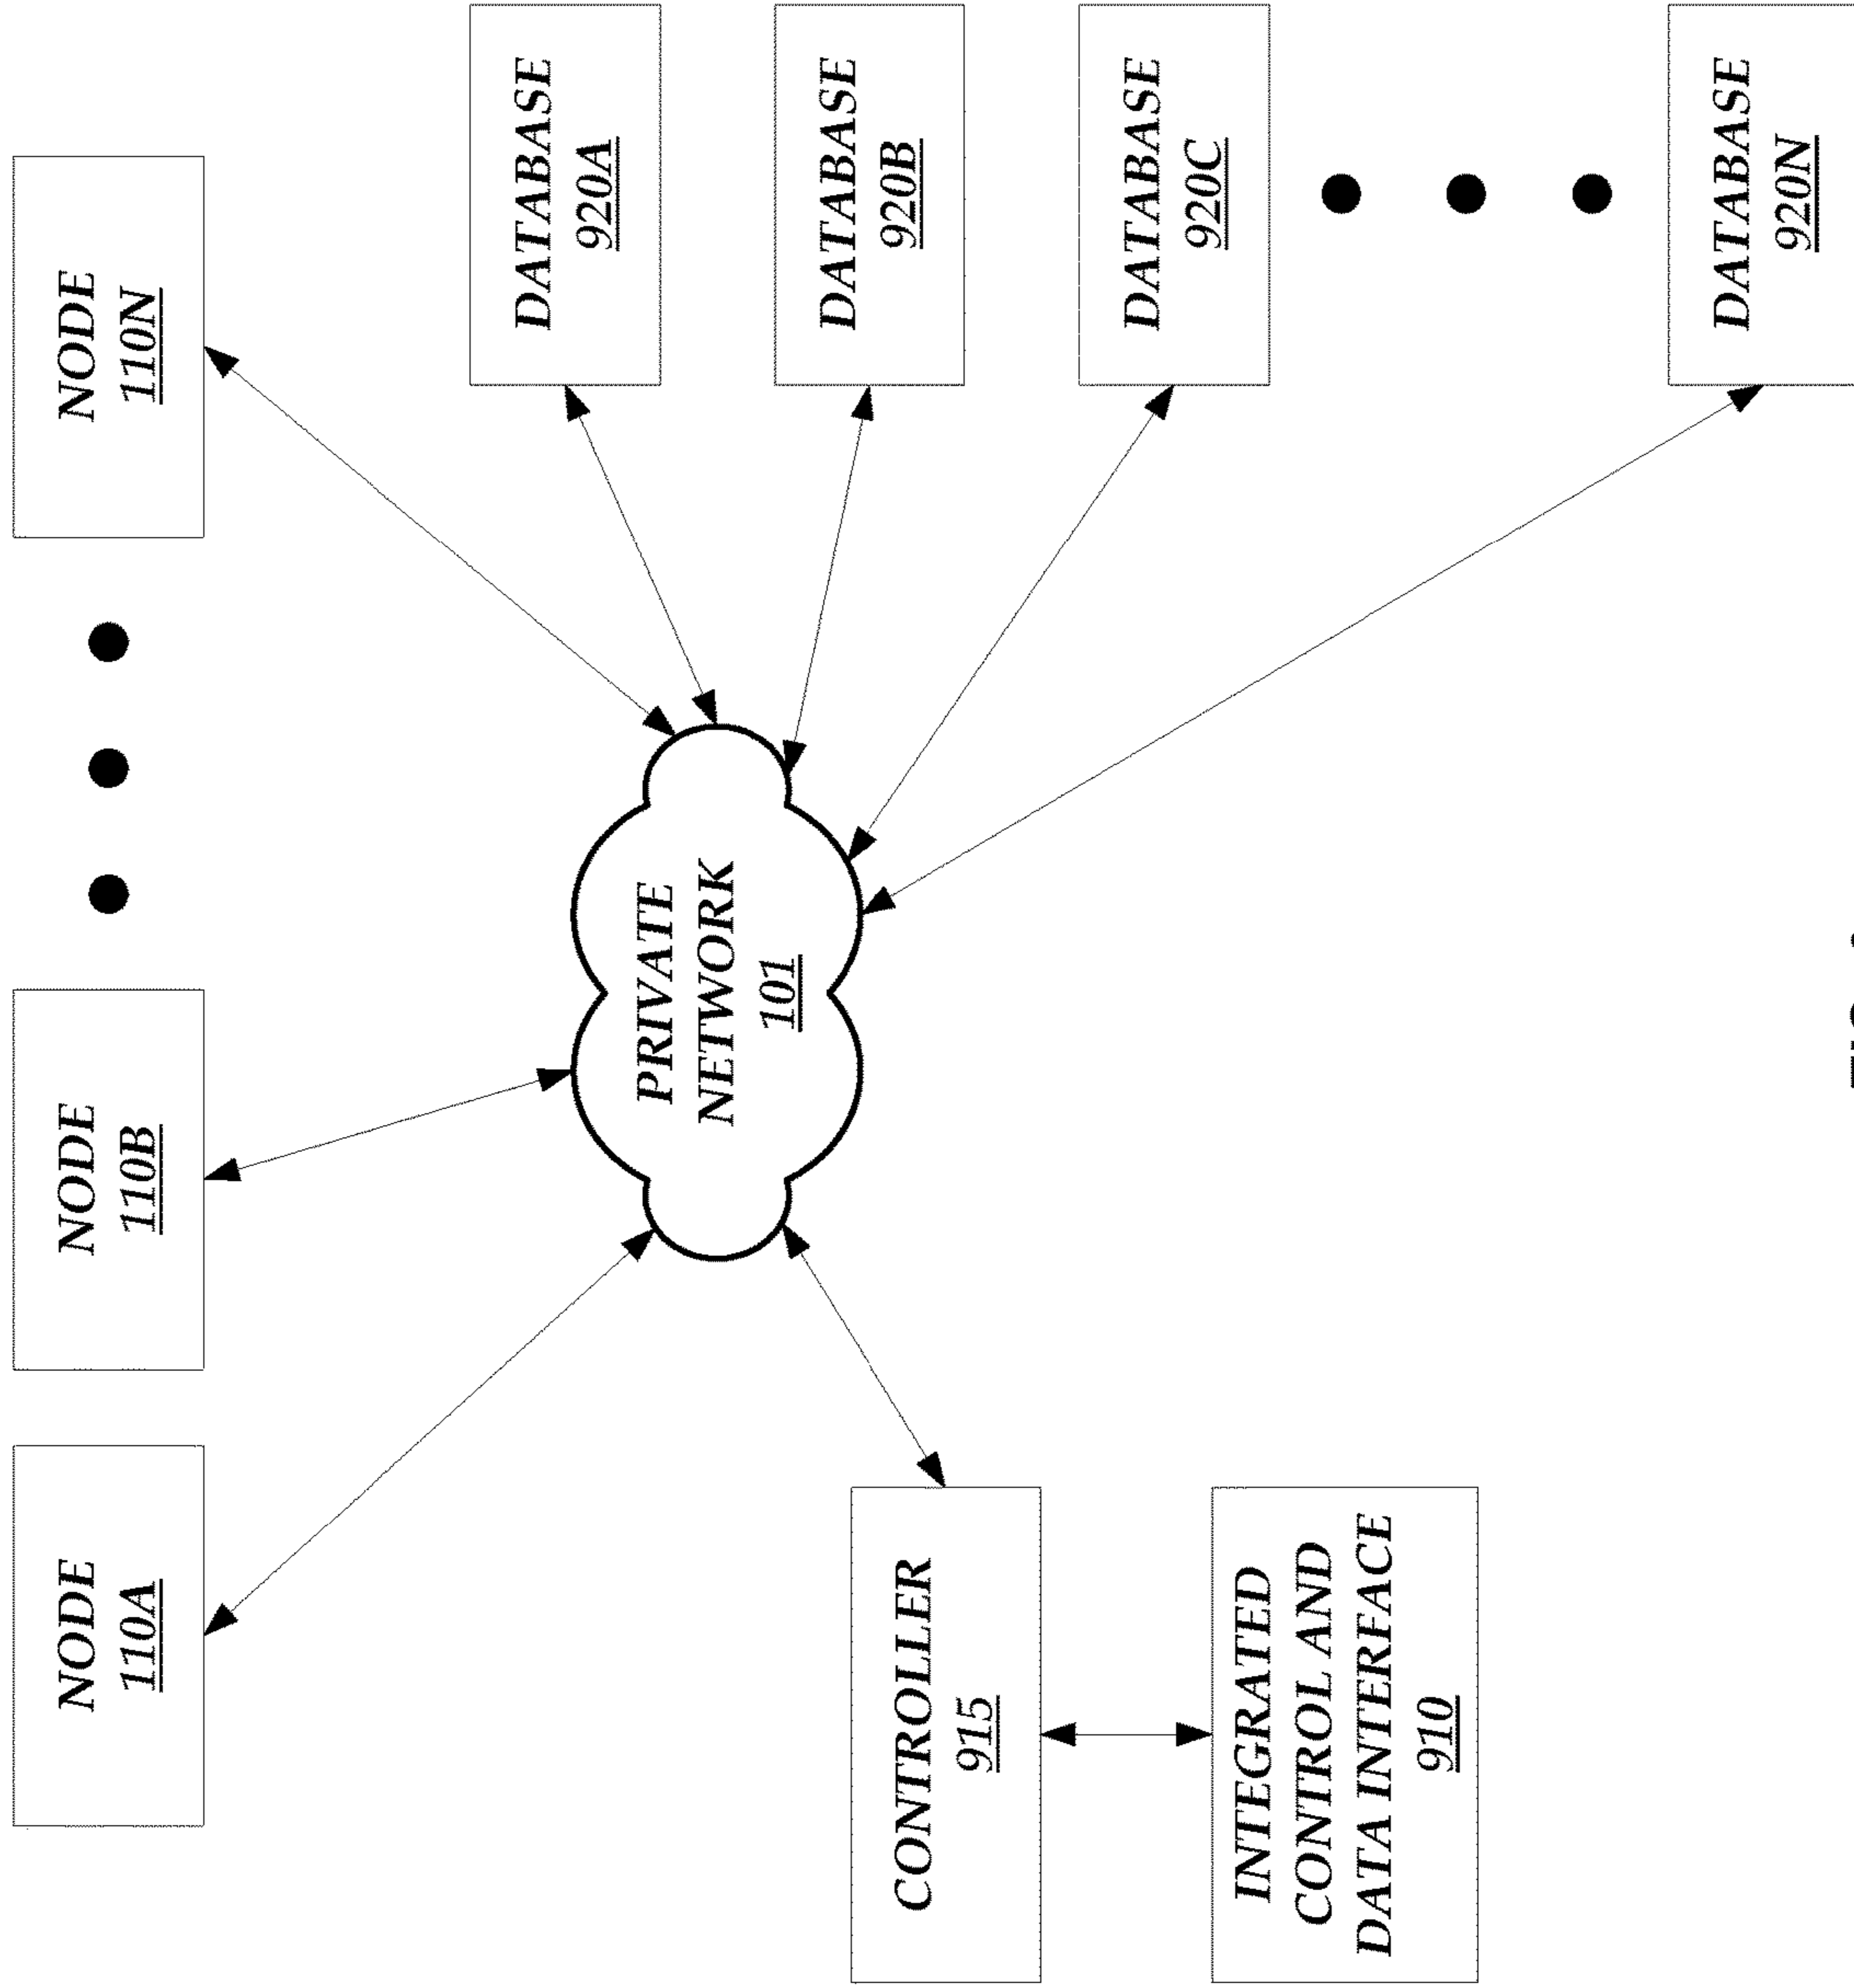 NODE
110A
NODE
110B
NODE
110N
PRIVATE
NETWORK
101
CONTROLLER
915
INTEGRATED
CONTROL AND
DATA INTERFACE
910
DATABASE
920A
DATABASE
920B
DATABASE
920C
DATABASE
920N